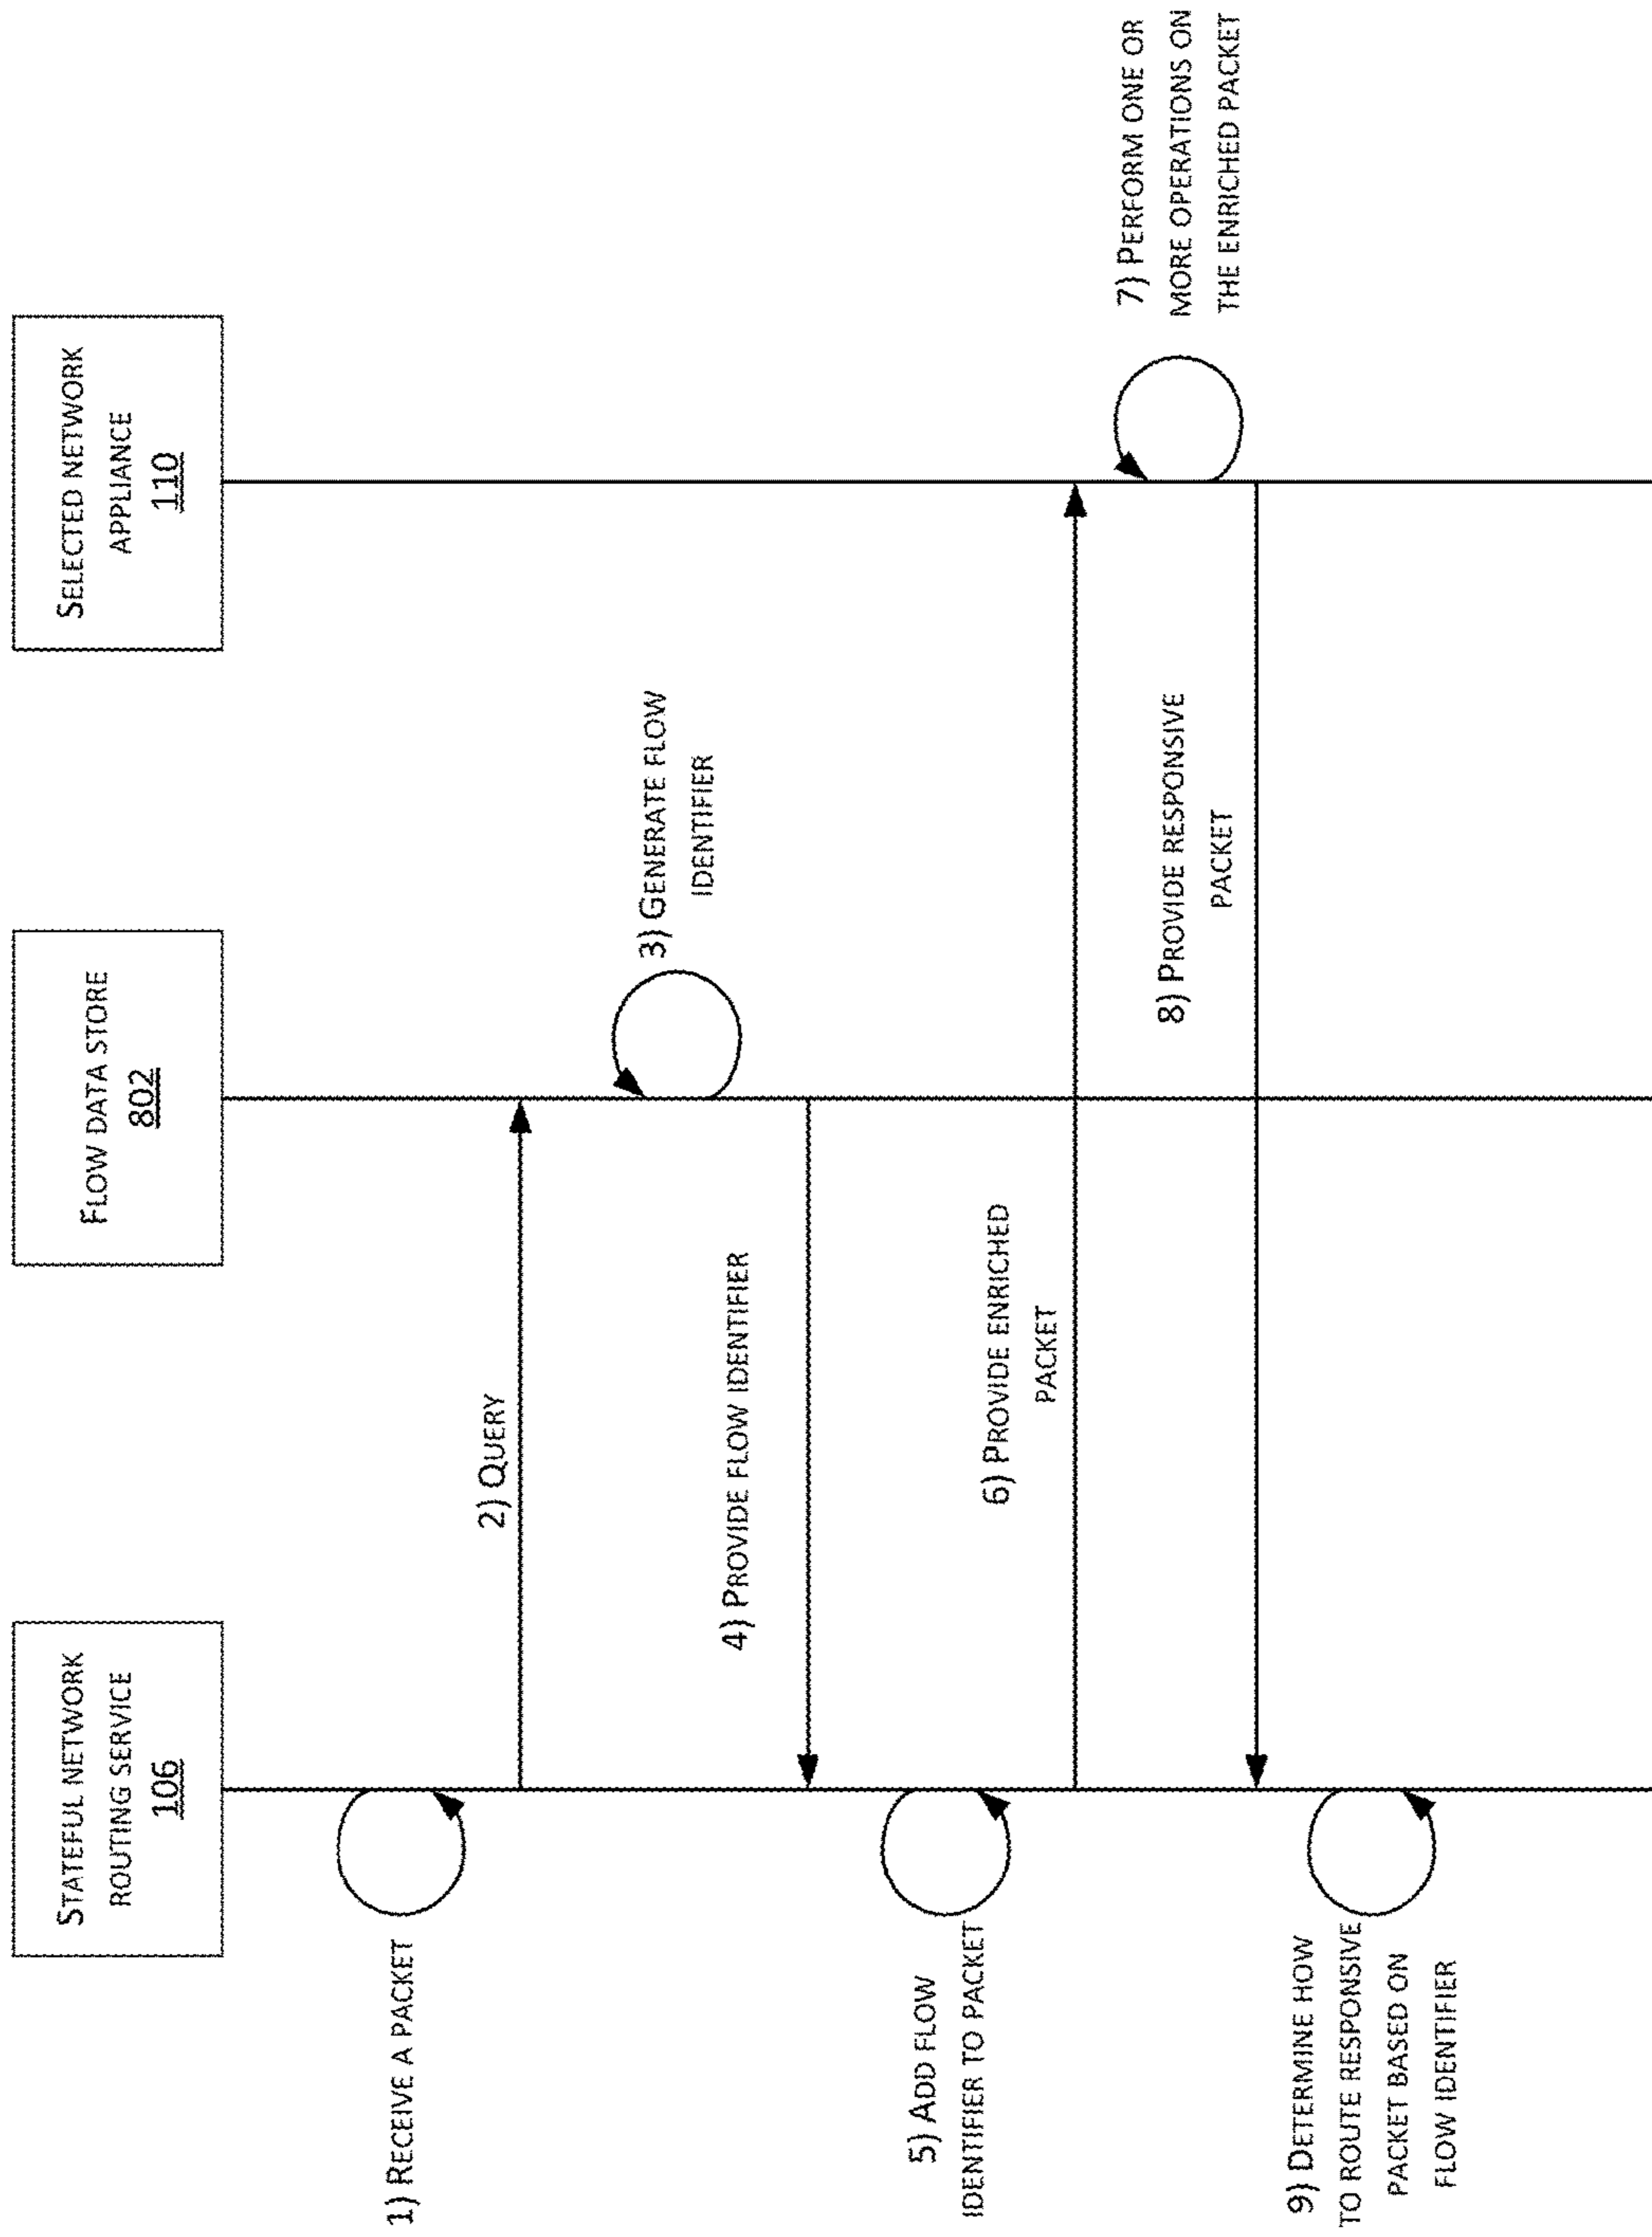 STATEFUL NETWORK
ROUTING SERVICE
106
FLOW DATA STORE
802
SELECTED NETWORK
APPLIANCE
110
1) RECEIVE A PACKET
2) QUERY
3) GENERATE FLOW
IDENTIFIER
4) PROVIDE FLOW IDENTIFIER
5) ADD FLOW
IDENTIFIER TO PACKET
6) PROVIDE ENRICHED
PACKET
7) PERFORM ONE OR
MORE OPERATIONS ON
THE ENRICHED PACKET
8) PROVIDE RESPONSIVE
PACKET
9) DETERMINE HOW
TO ROUTE RESPONSIVE
PACKET BASED ON
FLOW IDENTIFIER